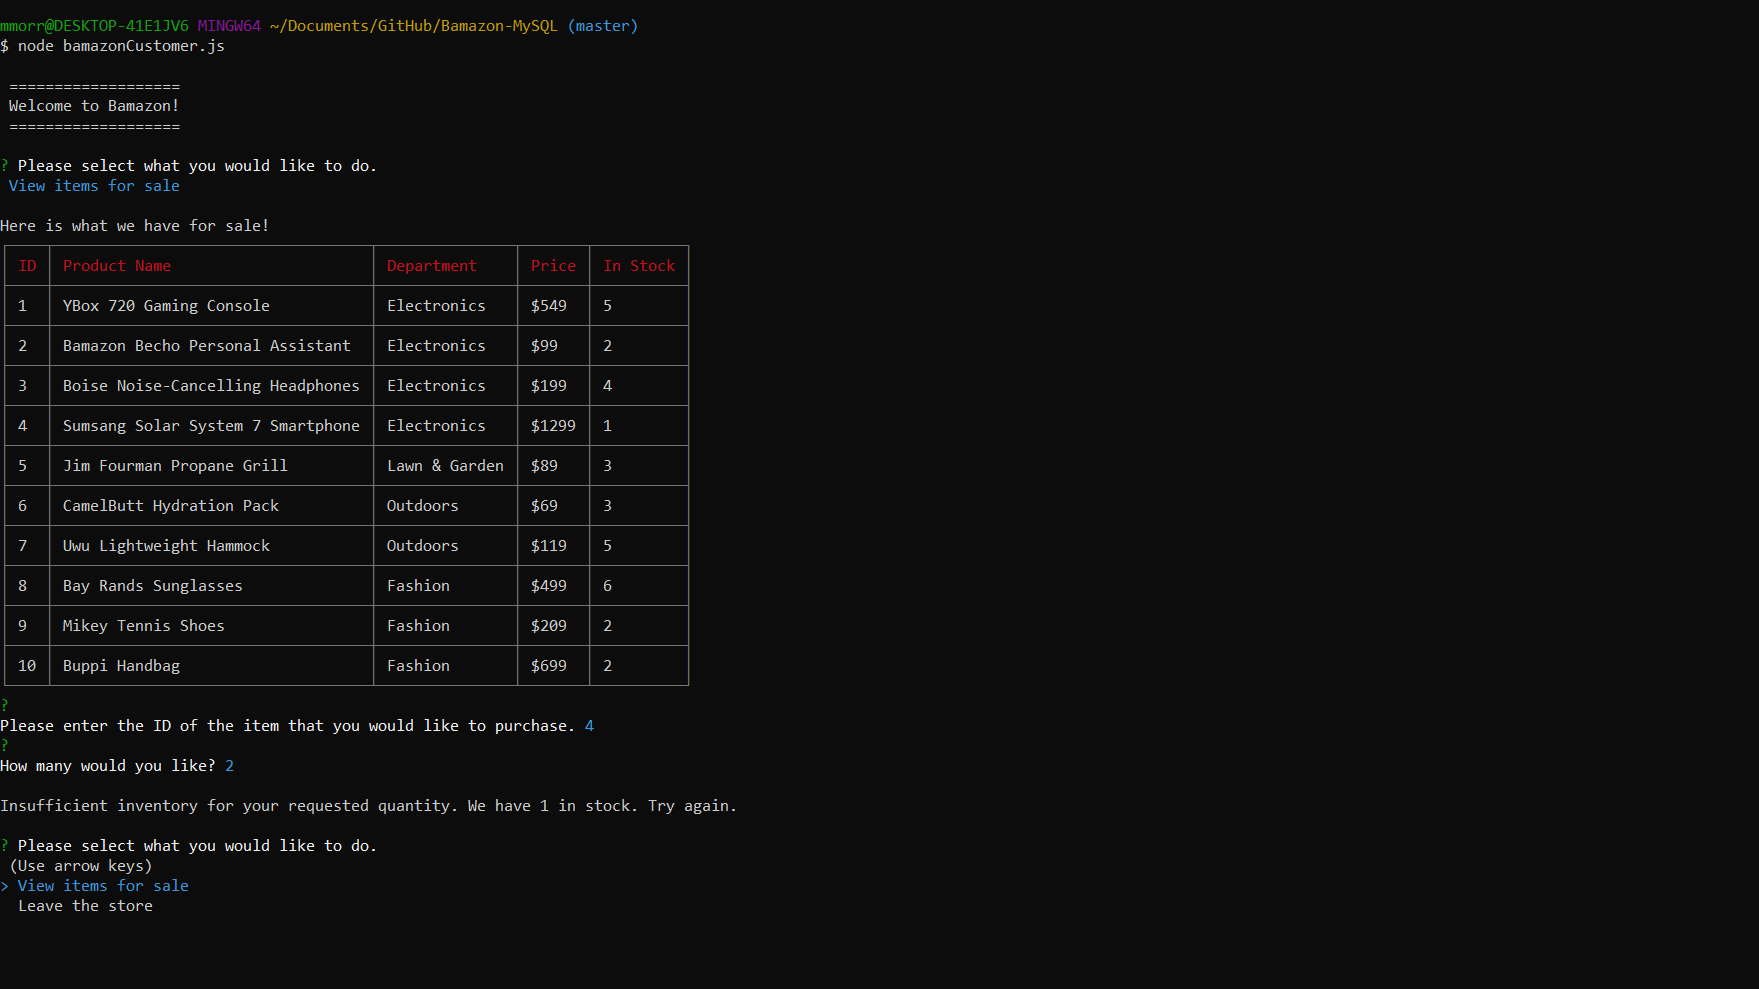 mmorr@DESKTOP-41E1JV6 MINGW64 ~/Documents/GitHub/Bamazon-MySQL (master)
$ node bamazonCustomer.js
===================
Welcome to Bamazon!
===================
? Please select what you would like to do.
View items for sale
Here is what we have for sale!
ID Product Name Department Price In Stock
1 YBox 720 Gaming Console Electronics $549 5
2 Bamazon Becho Personal Assistant Electronics $99 2
3 Boise Noise-Cancelling Headphones Electronics $199 4
4 Sumsang Solar System 7 Smartphone Electronics $1299 1
5 Jim Fourman Propane Grill Lawn & Garden $89 3
6 CamelButt Hydration Pack Outdoors $69 3
7 Uwu Lightweight Hammock Outdoors $119 5
8 Bay Rands Sunglasses Fashion $499 6
9 Mikey Tennis Shoes Fashion $209 2
10 Buppi Handbag Fashion $699 2
?
Please enter the ID of the item that you would like to purchase. 4
?
How many would you like? 2
Insufficient inventory for your requested quantity. We have 1 in stock. Try again.
? Please select what you would like to do.
(Use arrow keys)
> View items for sale
Leave the store